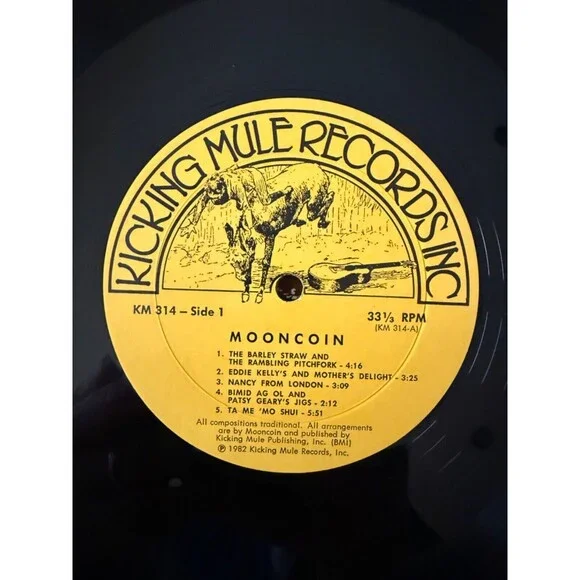 KICKING MULE RECORDS INC
KM 314 – Side 1
33⅓ RPM
(KM 314-A)
MOONCOIN
1. THE BARLEY STRAW AND
THE RAMBLING PITCHFORK - 4:16
2. EDDIE KELLY'S AND MOTHER'S DELIGHT - 3:25
3. NANCY FROM LONDON - 3:09
4. BIMID AG OL AND
PATSY GEARY'S JIGS - 2:12
5. TA ME 'MO SHUI - 5:51
All compositions traditional. All arrangements
are by Mooncoin and published by
Kicking Mule Publishing, Inc. (BMI)
℗ 1982 Kicking Mule Records, Inc.